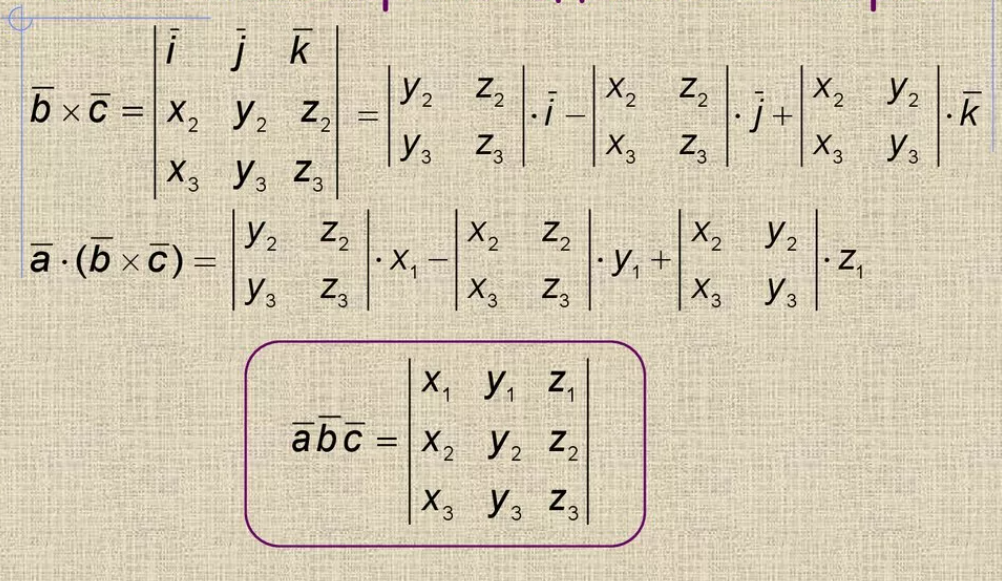 b̅ × c̅ = | i̅ j̅ k̅ ; x₂ y₂ z₂ ; x₃ y₃ z₃ | = | y₂ z₂ ; y₃ z₃ | · i̅ − | x₂ z₂ ; x₃ z₃ | · j̅ + | x₂ y₂ ; x₃ y₃ | · k̅
a̅ · (b̅ × c̅) = | y₂ z₂ ; y₃ z₃ | · x₁ − | x₂ z₂ ; x₃ z₃ | · y₁ + | x₂ y₂ ; x₃ y₃ | · z₁
a̅ b̅ c̅ = | x₁ y₁ z₁ ; x₂ y₂ z₂ ; x₃ y₃ z₃ |